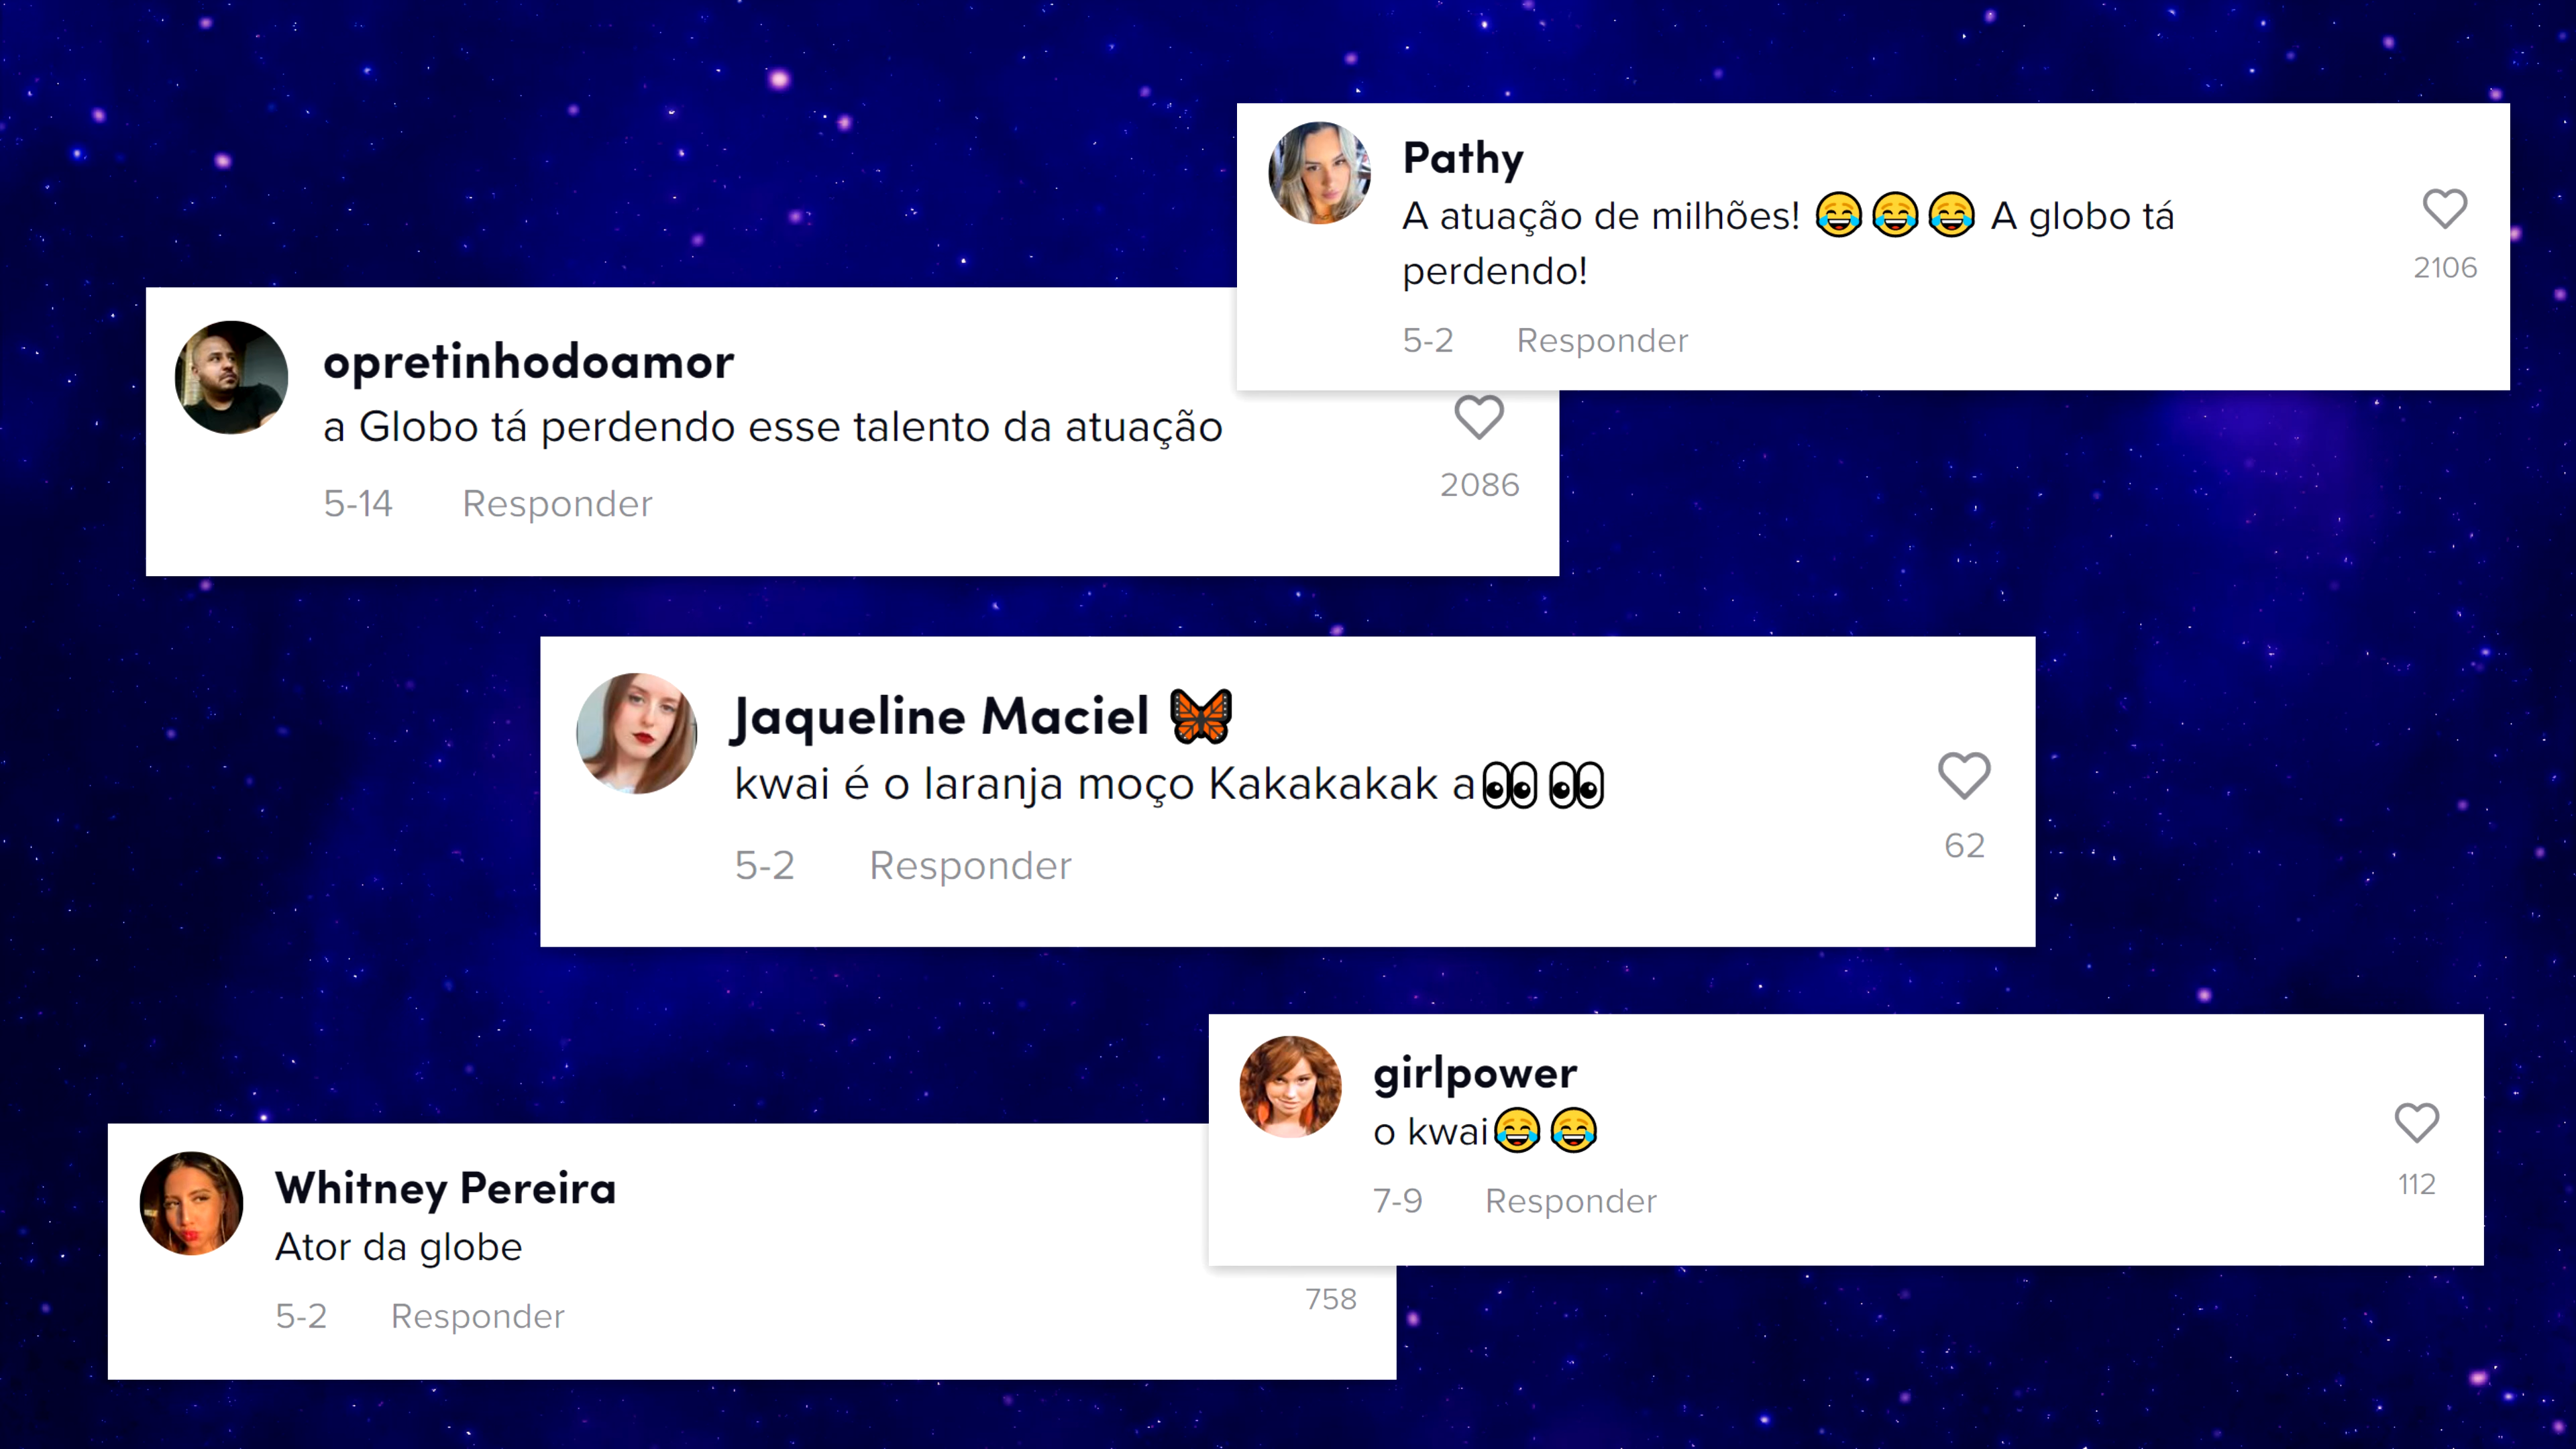 Pathy
A atuação de milhões! 😂😂😂 A globo tá
perdendo!
5-2 Responder
2106
opretinhodoamor
a Globo tá perdendo esse talento da atuação
5-14 Responder
2086
Jaqueline Maciel 🦋
kwai é o laranja moço Kakakakak a👀👀
5-2 Responder
62
girlpower
o kwai😂😂
7-9 Responder
112
Whitney Pereira
Ator da globe
5-2 Responder
758